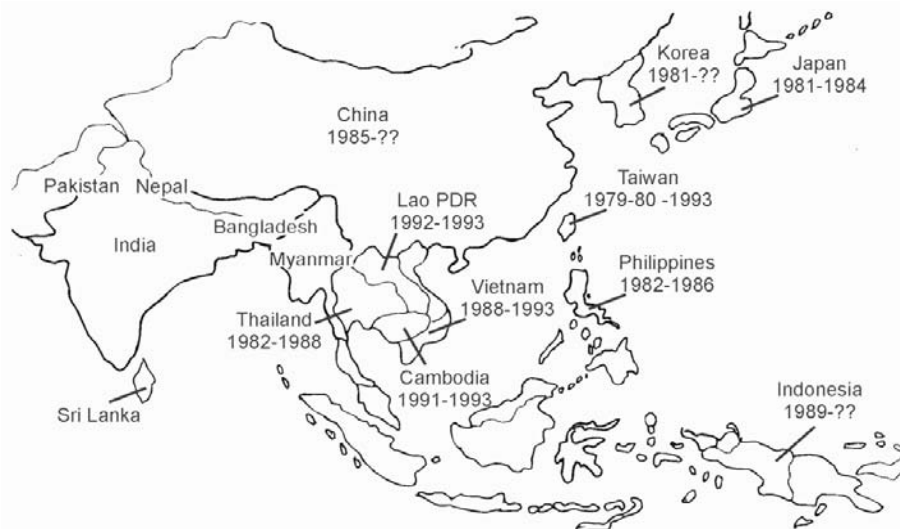 Korea
1981-??
Japan
1981-1984
China
1985-??
Taiwan
1979-80 -1993
Pakistan
Nepal
Lao PDR
1992-1993
Bangladesh
India
Myanmar
Philippines
1982-1986
Vietnam
1988-1993
Thailand
1982-1988
Cambodia
1991-1993
Indonesia
1989-??
Sri Lanka